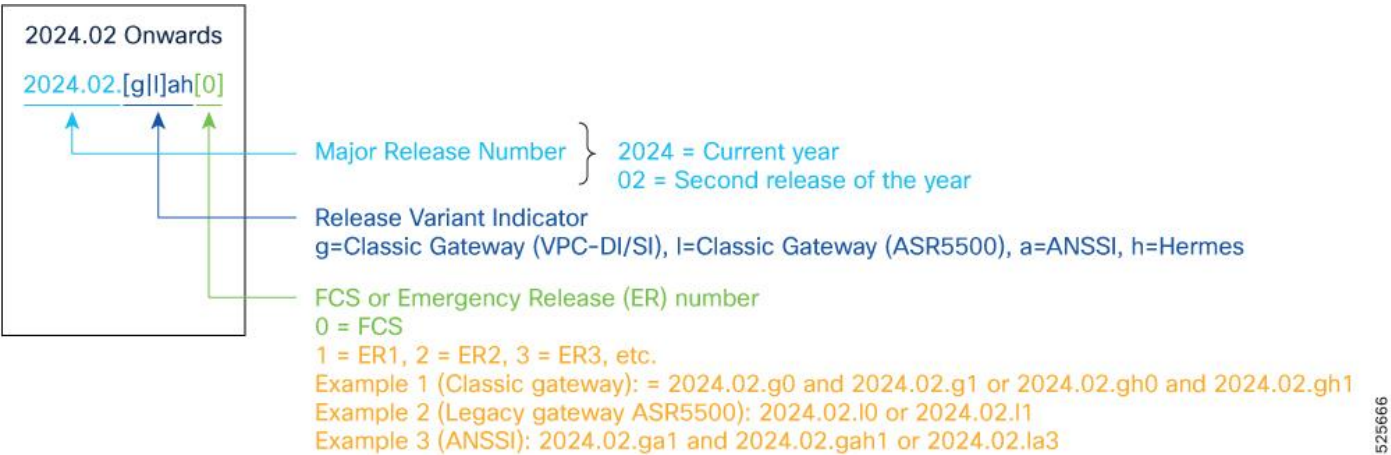 2024.02 Onwards
2024.02.[g|l]ah[0]
Major Release Number
2024 = Current year
02 = Second release of the year
Release Variant Indicator
g=Classic Gateway (VPC-DI/SI), l=Classic Gateway (ASR5500), a=ANSSI, h=Hermes
FCS or Emergency Release (ER) number
0 = FCS
1 = ER1, 2 = ER2, 3 = ER3, etc.
Example 1 (Classic gateway): = 2024.02.g0 and 2024.02.g1 or 2024.02.gh0 and 2024.02.gh1
Example 2 (Legacy gateway ASR5500): 2024.02.l0 or 2024.02.l1
Example 3 (ANSSI): 2024.02.ga1 and 2024.02.gah1 or 2024.02.la3
525666